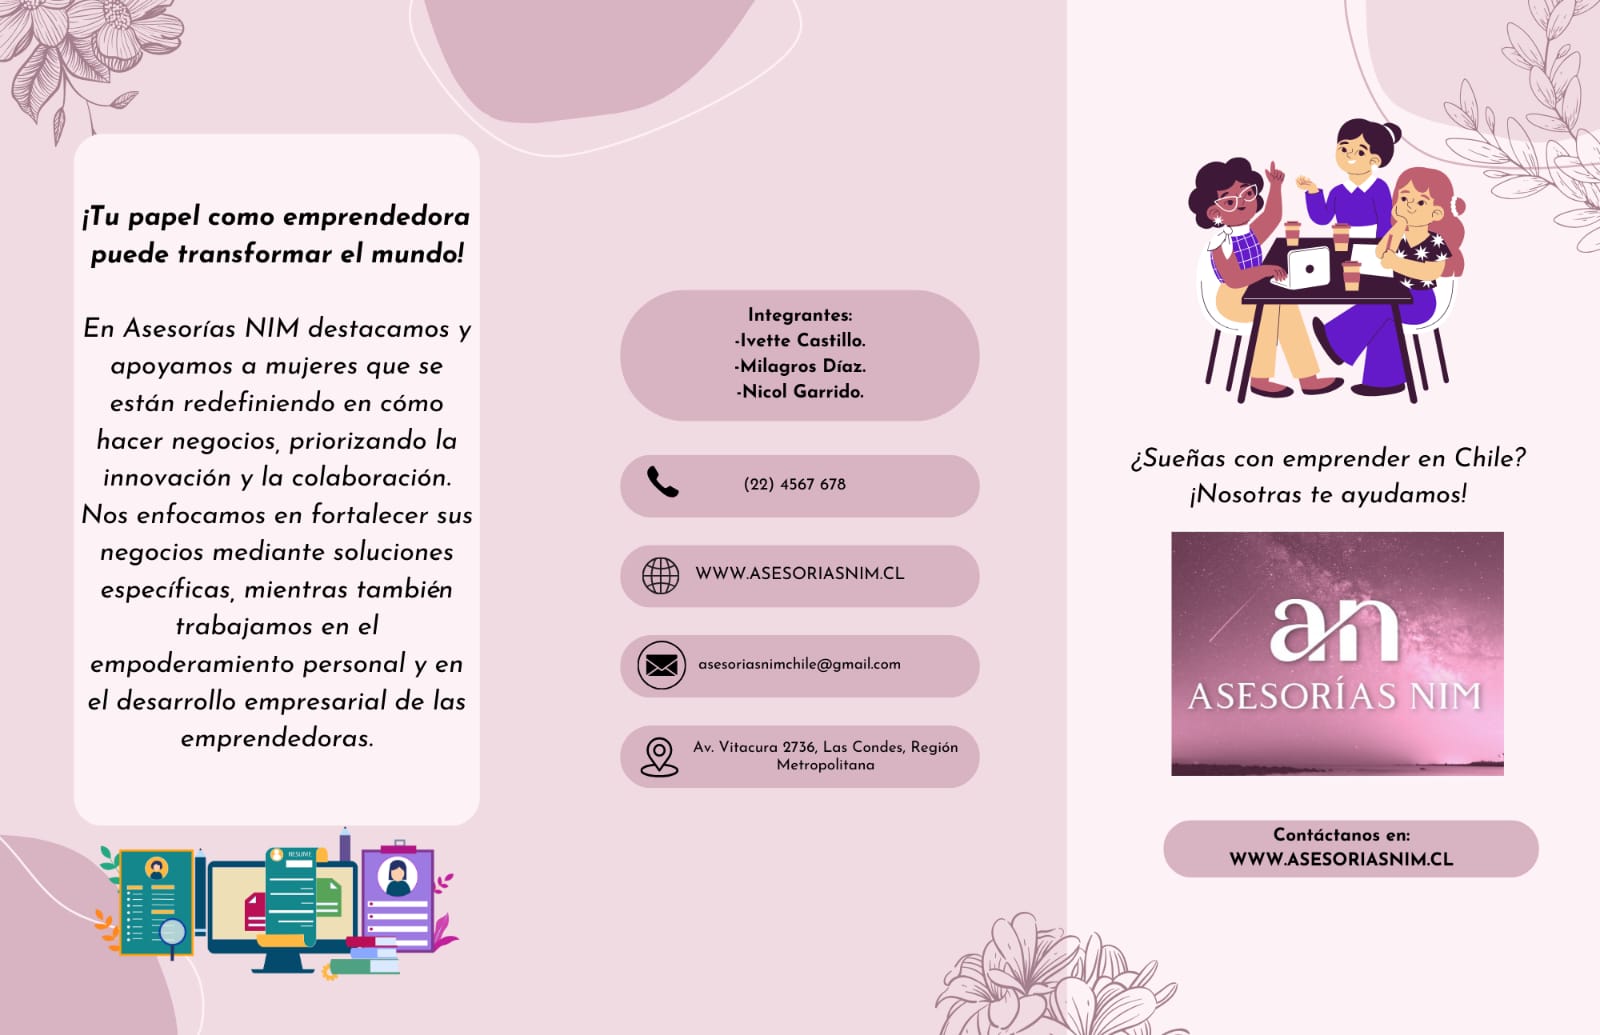 ¡Tu papel como emprendedora
puede transformar el mundo!
En Asesorías NIM destacamos y
apoyamos a mujeres que se
están redefiniendo en cómo
hacer negocios, priorizando la
innovación y la colaboración.
Nos enfocamos en fortalecer sus
negocios mediante soluciones
específicas, mientras también
trabajamos en el
empoderamiento personal y en
el desarrollo empresarial de las
emprendedoras.
RESUME
Integrantes:
-Ivette Castillo.
-Milagros Díaz.
-Nicol Garrido.
(22) 4567 678
WWW.ASESORIASNIM.CL
asesoriasnimchile@gmail.com
Av. Vitacura 2736, Las Condes, Región
Metropolitana
¿Sueñas con emprender en Chile?
¡Nosotras te ayudamos!
an
ASESORÍAS NIM
Contáctanos en:
WWW.ASESORIASNIM.CL